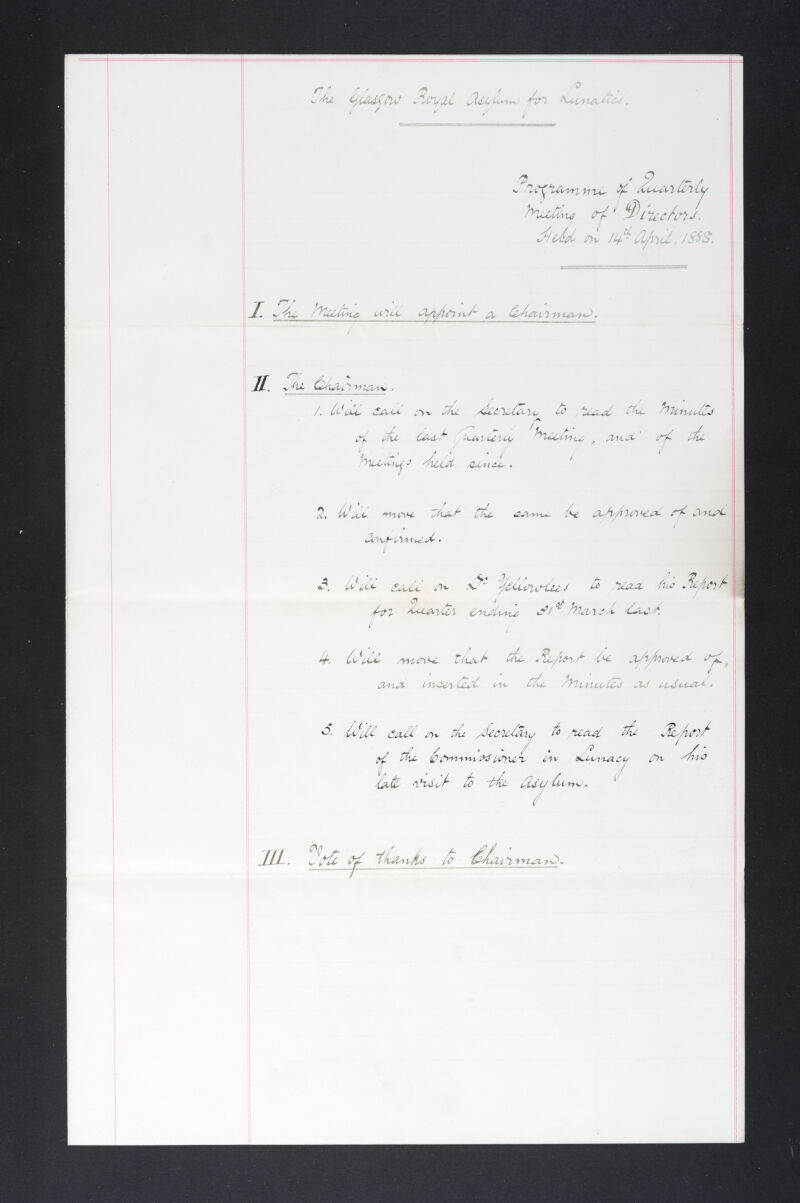 The Glasgow Royal Asylum for Lunatics.
Programme of Quarterly
Meeting of Directors.
Held on 14th April. 1888.
I. The Meeting will appoint a Chairman.
II. The Chairman.
1. Will call on the Secretary to read the Minutes
of the last Quarterly Meeting, and of the
Meetings held since.
2. Will move that the same be approved of and
confirmed.
3. Will call on Dr Yellowlees to read his Report
for Quarter ending 31st March last.
4. Will move that the Report be approved of,
and inserted in the Minutes as usual.
5. Will call on the Secretary to read the Report
of the Commissioner in Lunacy on his
late visit to the Asylum.
III. Vote of thanks to Chairman.